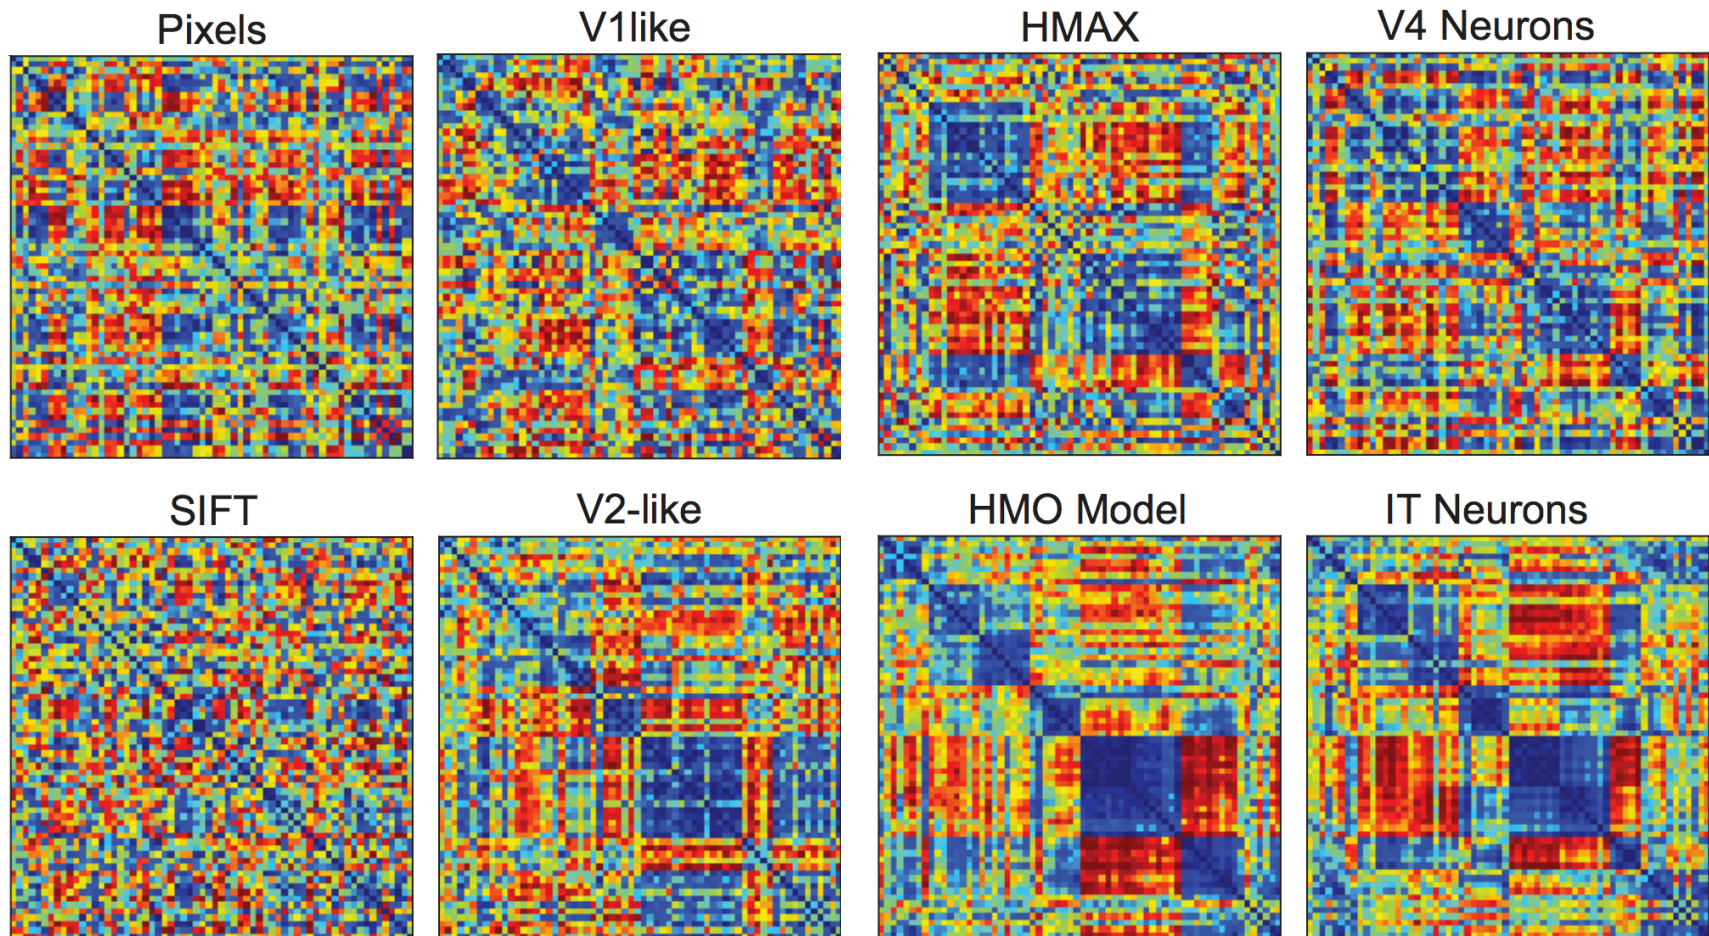 Pixels
V1like
HMAX
V4 Neurons
SIFT
V2-like
HMO Model
IT Neurons